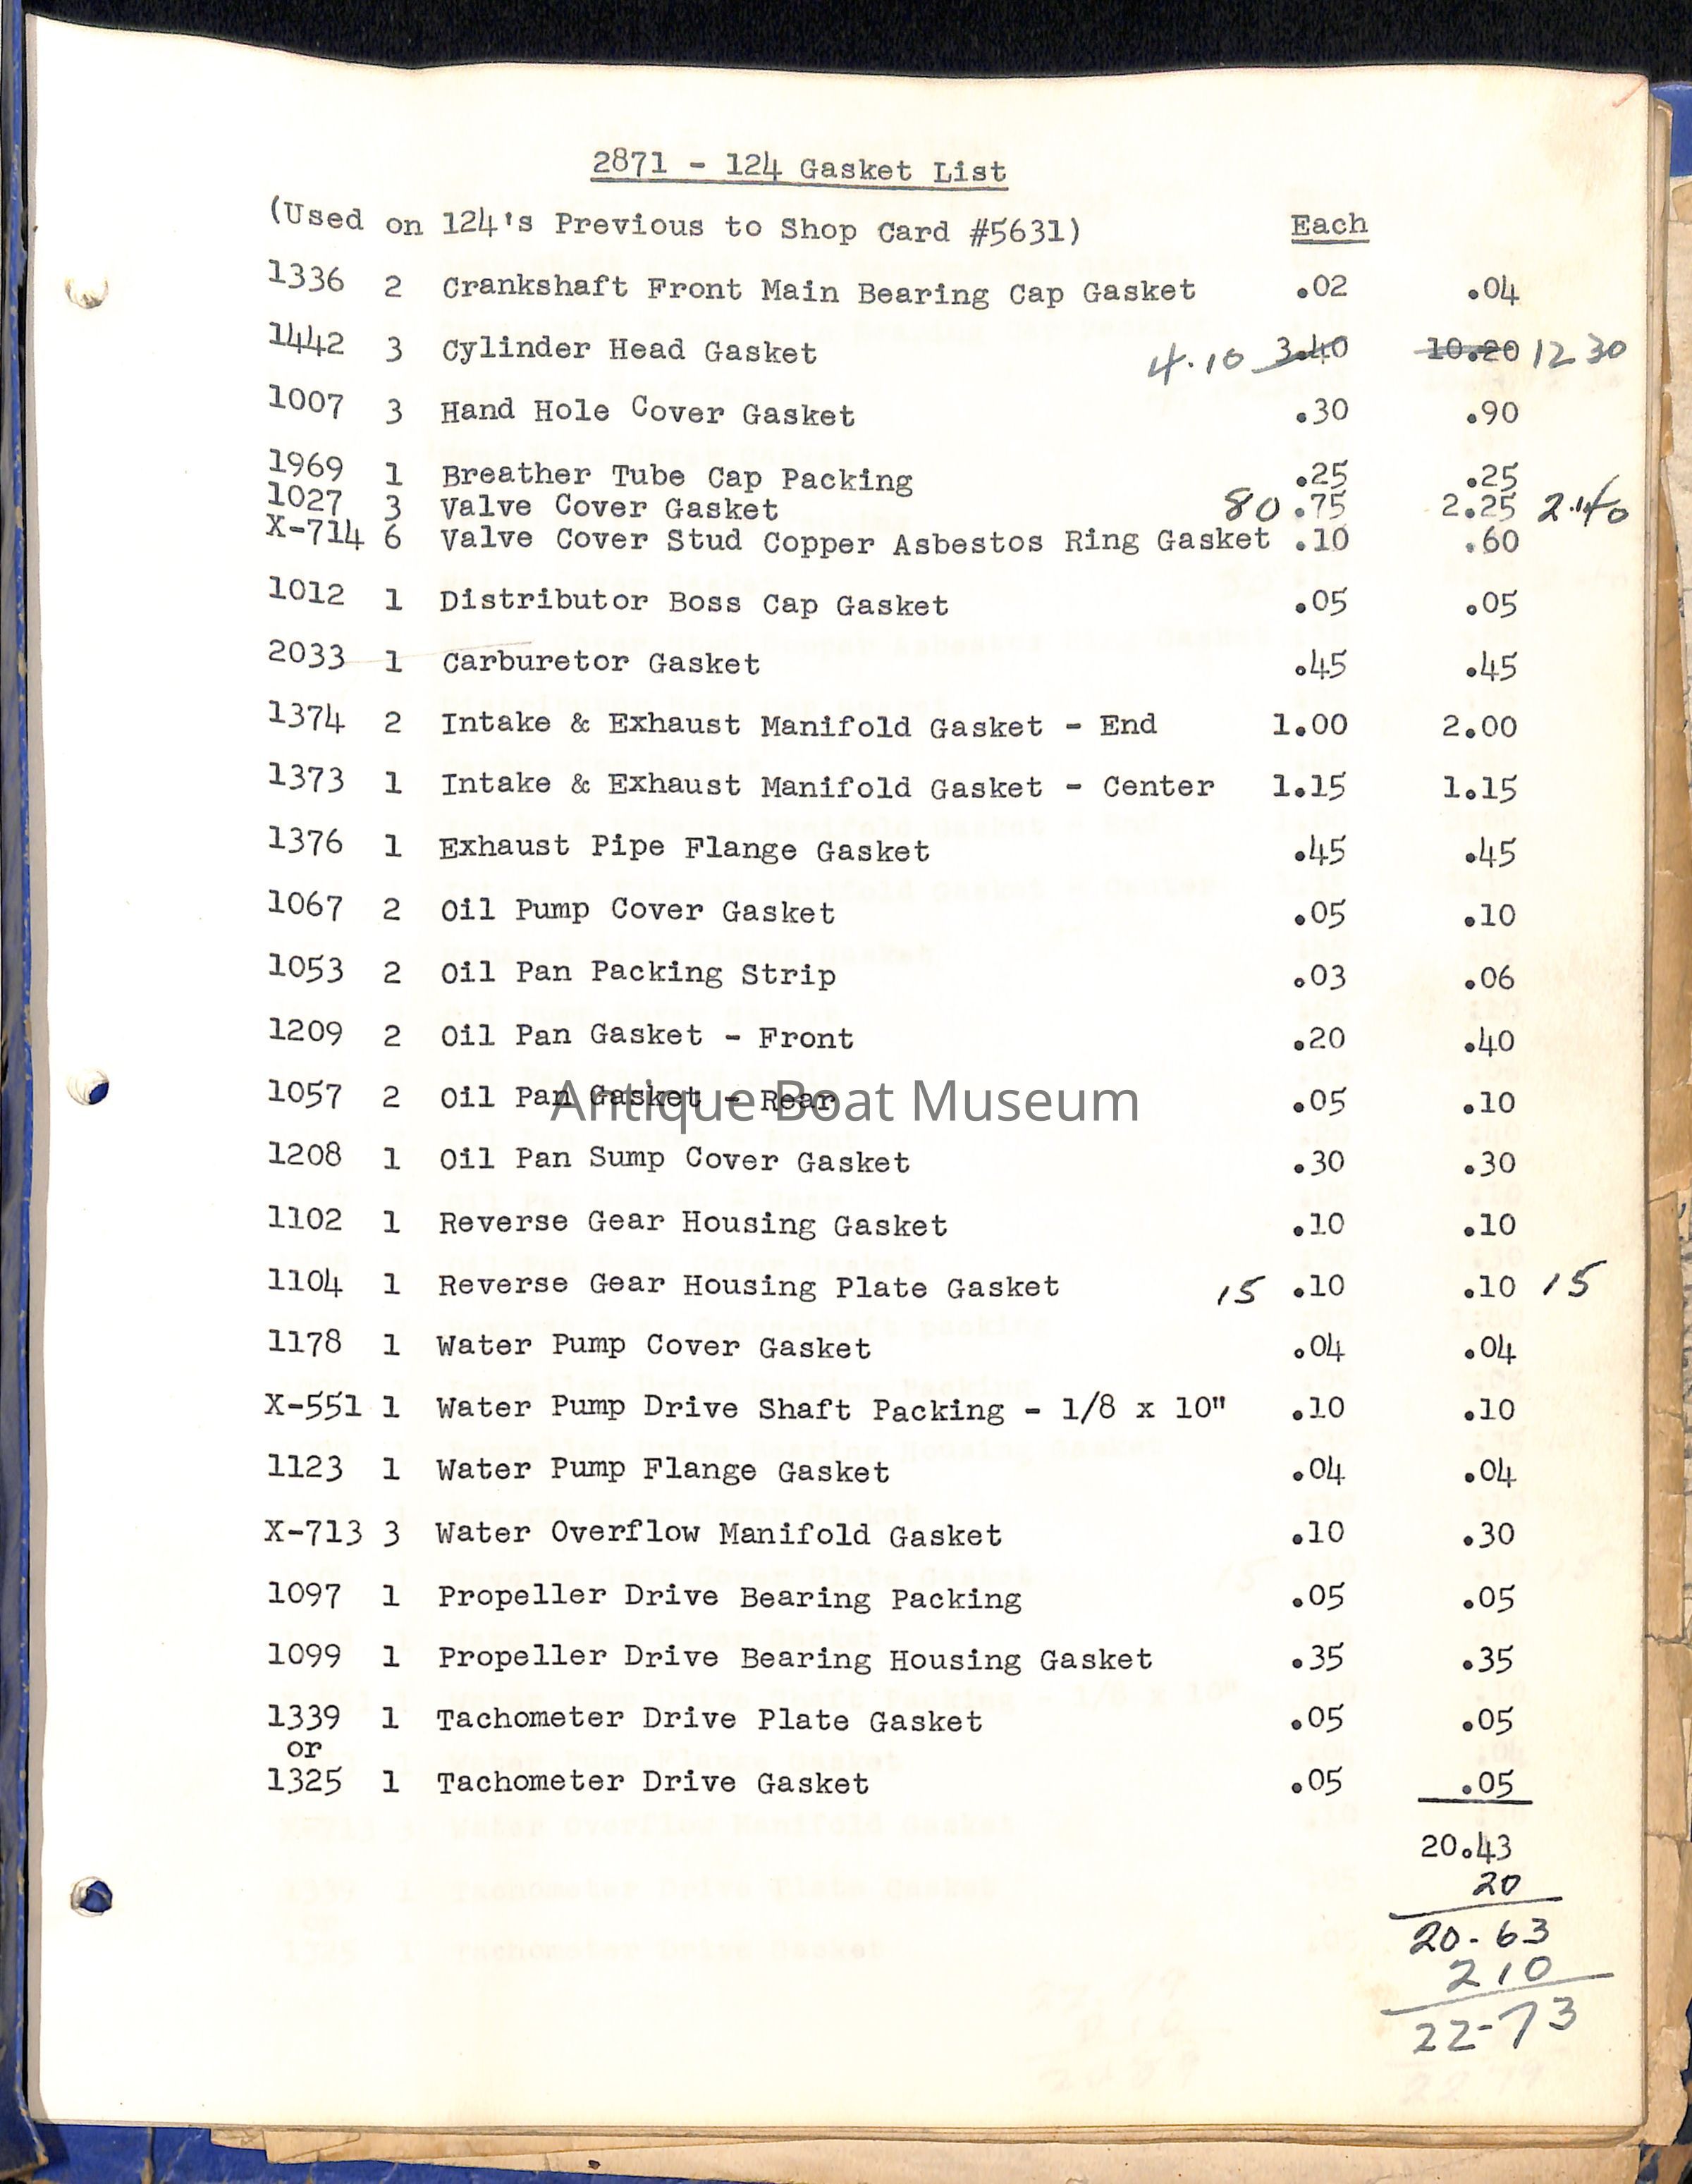 2871 - 124 Gasket List
(Used on 124's Previous to Shop Card #5631) Each
1336 2 Crankshaft Front Main Bearing Cap Gasket .02 .04
1442 3 Cylinder Head Gasket 4.10 3.40 10.20 12 30
1007 3 Hand Hole Cover Gasket .30 .90
1969 1 Breather Tube Cap Packing .25 .25
1027 3 Valve Cover Gasket 80 .75 2.25 2.40
X-714 6 Valve Cover Stud Copper Asbestos Ring Gasket .10 .60
1012 1 Distributor Boss Cap Gasket .05 .05
2033 1 Carburetor Gasket .45 .45
1374 2 Intake & Exhaust Manifold Gasket - End 1.00 2.00
1373 1 Intake & Exhaust Manifold Gasket - Center 1.15 1.15
1376 1 Exhaust Pipe Flange Gasket .45 .45
1067 2 Oil Pump Cover Gasket .05 .10
1053 2 Oil Pan Packing Strip .03 .06
1209 2 Oil Pan Gasket - Front .20 .40
1057 2 Oil Pan Gasket - Rear .05 .10
Antique Boat Museum
1208 1 Oil Pan Sump Cover Gasket .30 .30
1102 1 Reverse Gear Housing Gasket .10 .10
1104 1 Reverse Gear Housing Plate Gasket 15 .10 .10 15
1178 1 Water Pump Cover Gasket .04 .04
X-551 1 Water Pump Drive Shaft Packing - 1/8 x 10" .10 .10
1123 1 Water Pump Flange Gasket .04 .04
X-713 3 Water Overflow Manifold Gasket .10 .30
1097 1 Propeller Drive Bearing Packing .05 .05
1099 1 Propeller Drive Bearing Housing Gasket .35 .35
1339 1 Tachometer Drive Plate Gasket .05 .05
or
1325 1 Tachometer Drive Gasket .05 .05
20.43
20
20-63
210
22-73